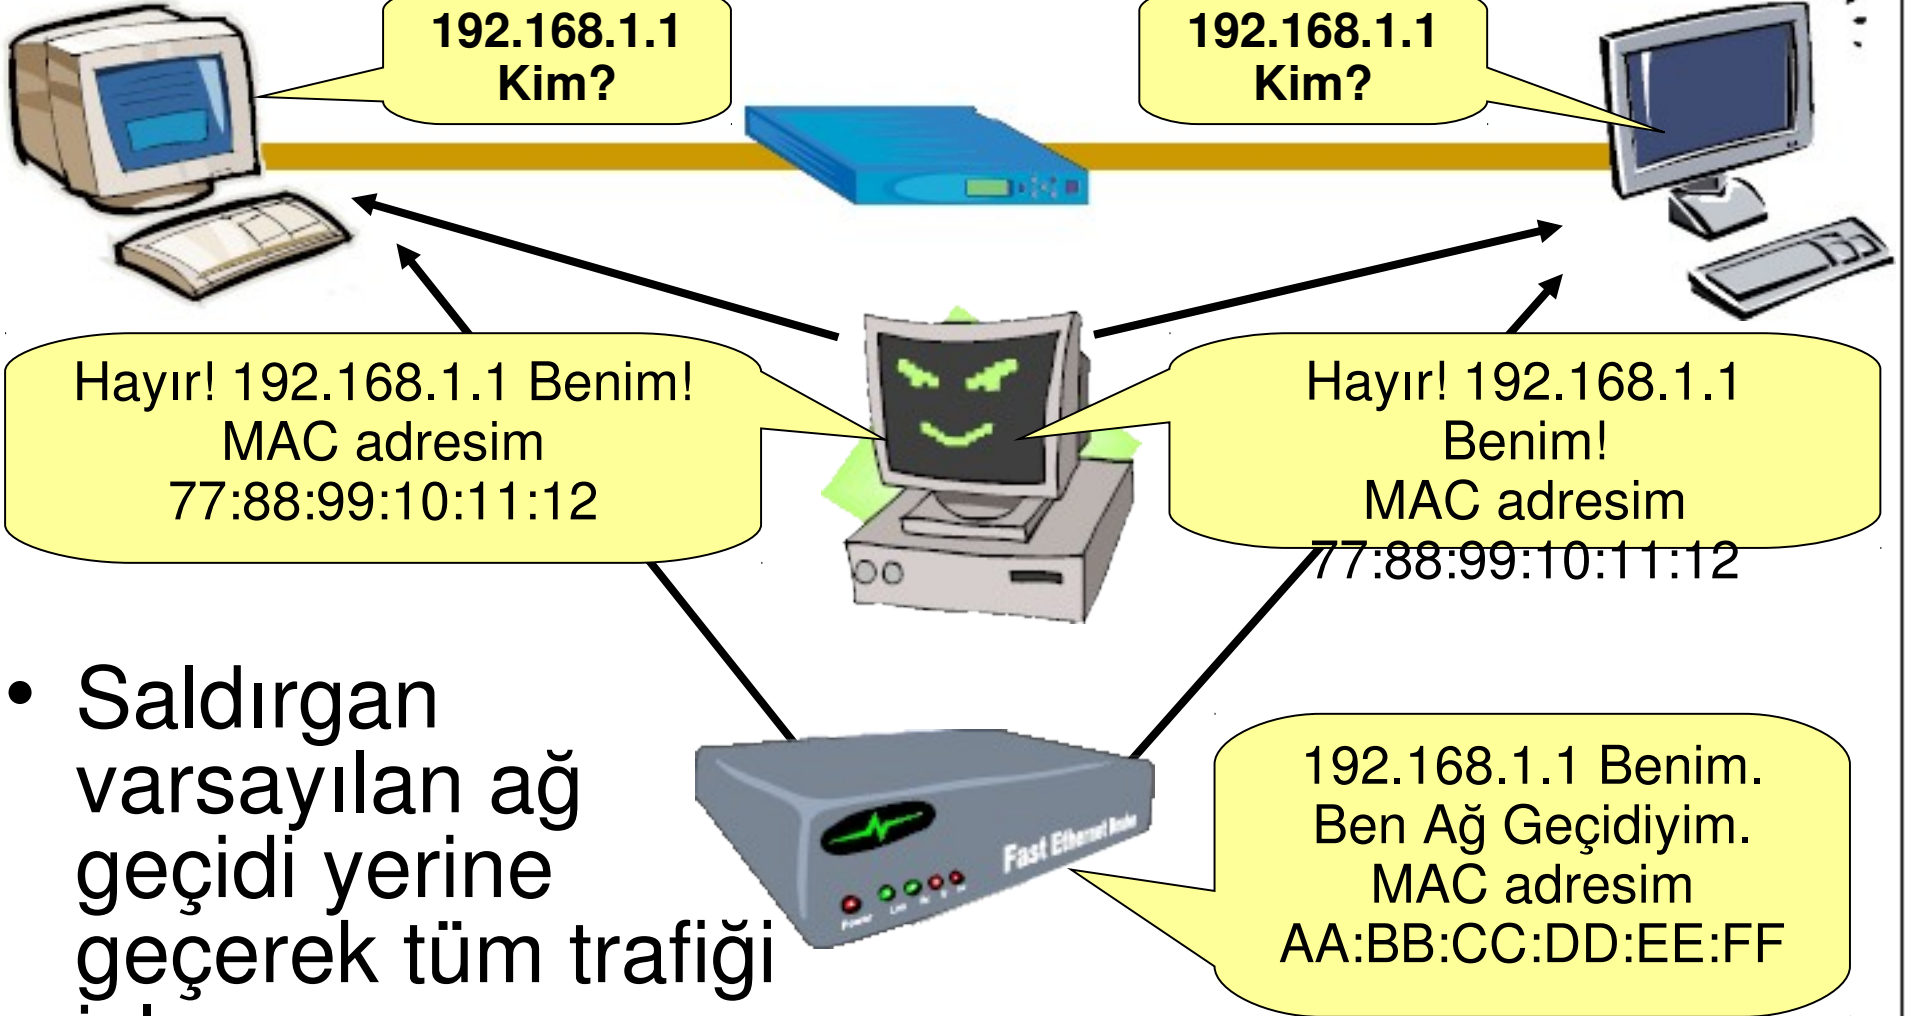 192.168.1.1
Kim?
192.168.1.1
Kim?
Hayır! 192.168.1.1 Benim!
MAC adresim
77:88:99:10:11:12
Hayır! 192.168.1.1
Benim!
MAC adresim
77:88:99:10:11:12
• Saldırgan
varsayılan ağ
geçidi yerine
geçerek tüm trafiği
Fast Ethernet
Power
192.168.1.1 Benim.
Ben Ağ Geçidiyim.
MAC adresim
AA:BB:CC:DD:EE:FF